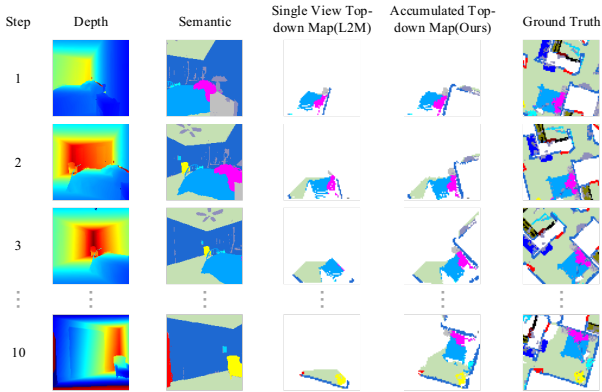 Step
Depth
Semantic
Single View Top-
down Map(L2M)
Accumulated Top-
down Map(Ours)
Ground Truth
1
2
3
10